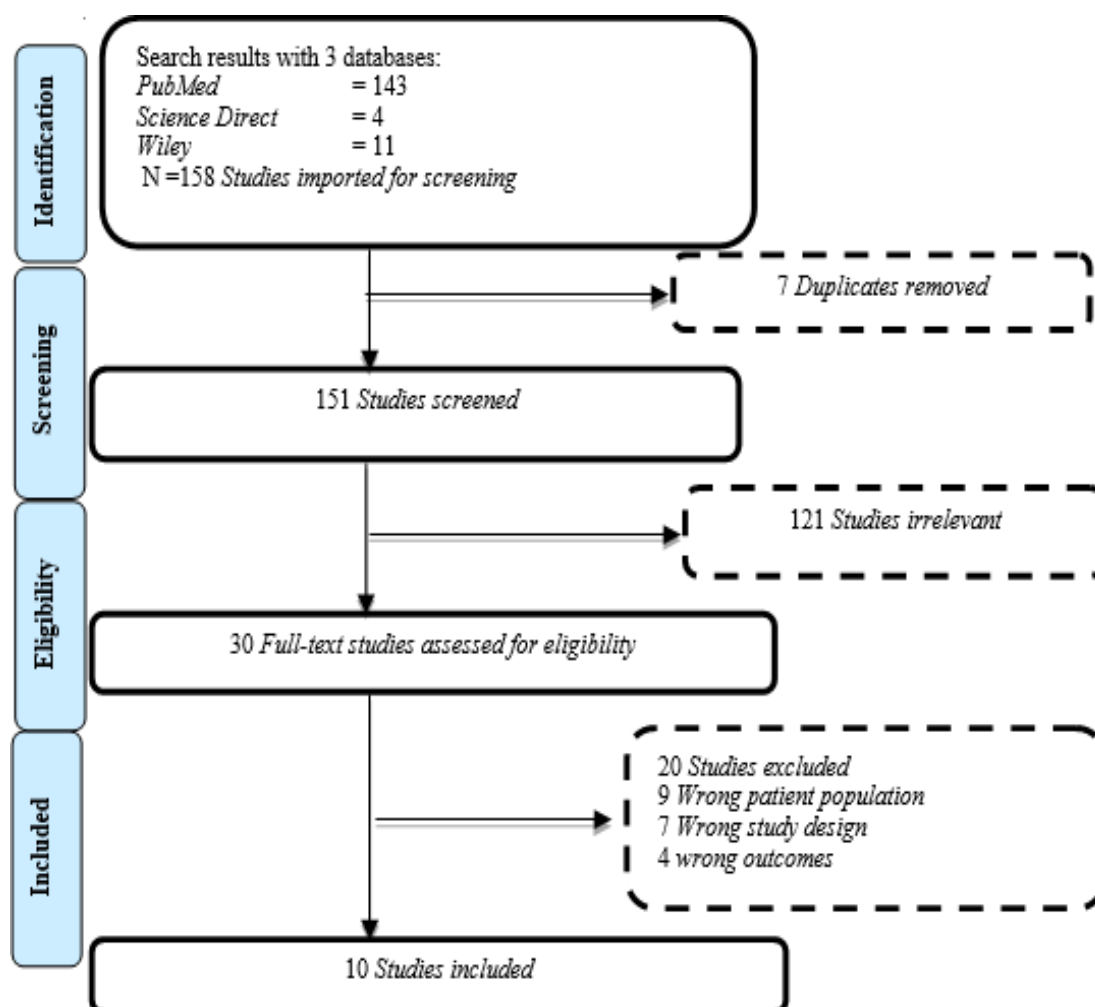 Identification
Search results with 3 databases:
PubMed = 143
Science Direct = 4
Wiley = 11
N =158 Studies imported for screening
7 Duplicates removed
Screening
151 Studies screened
121 Studies irrelevant
Eligibility
30 Full-text studies assessed for eligibility
20 Studies excluded
9 Wrong patient population
7 Wrong study design
4 wrong outcomes
Included
10 Studies included